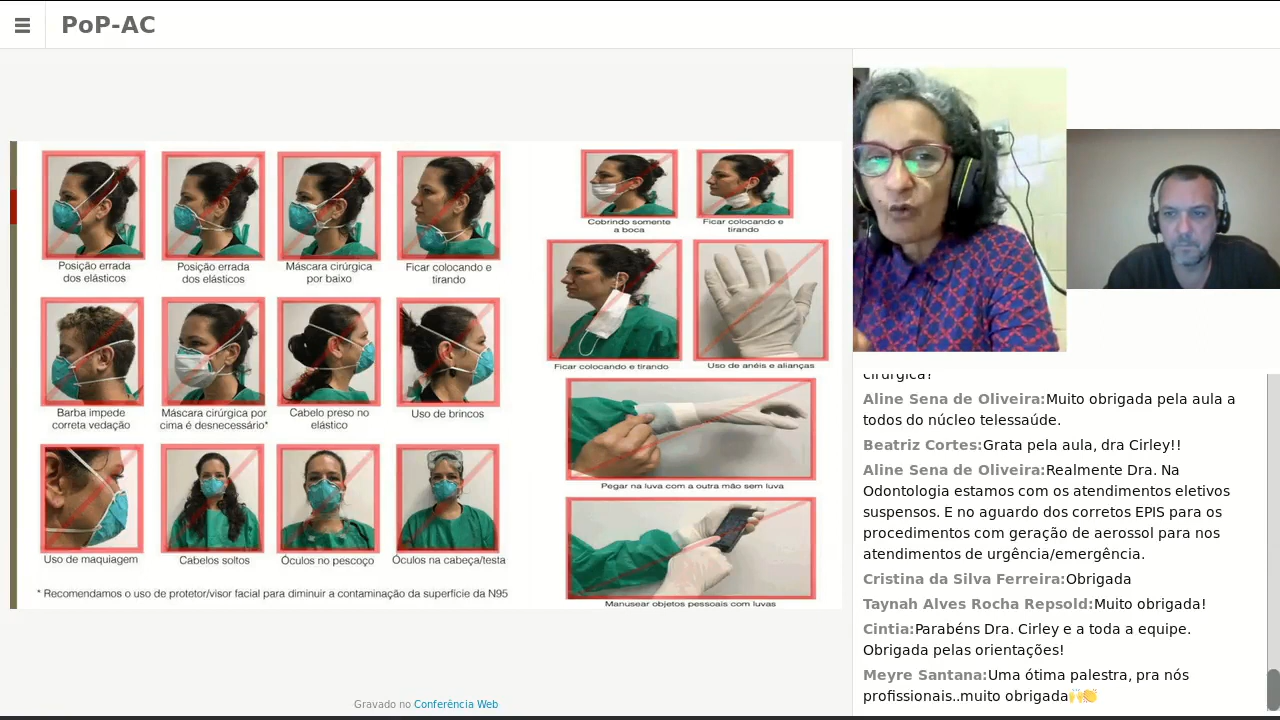 PoP-AC
Posição errada
dos elásticos
Posição errada
dos elásticos
Máscara cirúrgica
por baixo
Ficar colocando e
tirando
Barba impede
correta vedação
Máscara cirúrgica por
cima é desnecessário*
Cabelo preso no
elástico
Uso de brincos
Uso de maquiagem
Cabelos soltos
Óculos no pescoço
Óculos na cabeça/testa
* Recomendamos o uso de protetor/visor facial para diminuir a contaminação da superfície da N95
Cobrindo somente
a boca
Ficar colocando e
tirando
Ficar colocando e tirando
Uso de anéis e alianças
Pegar na luva com a outra mão sem luva
Manusear objetos pessoais com luvas
Gravado no Conferência Web
cirúrgica?
Aline Sena de Oliveira:Muito obrigada pela aula a
todos do núcleo telessaúde.
Beatriz Cortes:Grata pela aula, dra Cirley!!
Aline Sena de Oliveira:Realmente Dra. Na
Odontologia estamos com os atendimentos eletivos
suspensos. E no aguardo dos corretos EPIS para os
procedimentos com geração de aerossol para nos
atendimentos de urgência/emergência.
Cristina da Silva Ferreira:Obrigada
Taynah Alves Rocha Repsold:Muito obrigada!
Cintia:Parabéns Dra. Cirley e a toda a equipe.
Obrigada pelas orientações!
Meyre Santana:Uma ótima palestra, pra nós
profissionais..muito obrigada🙌👏